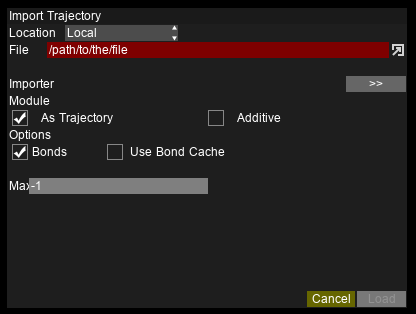 Import Trajectory
Location Local
File /path/to/the/file
Importer >>
Module
As Trajectory Additive
Options
Bonds Use Bond Cache
Max -1
Cancel Load